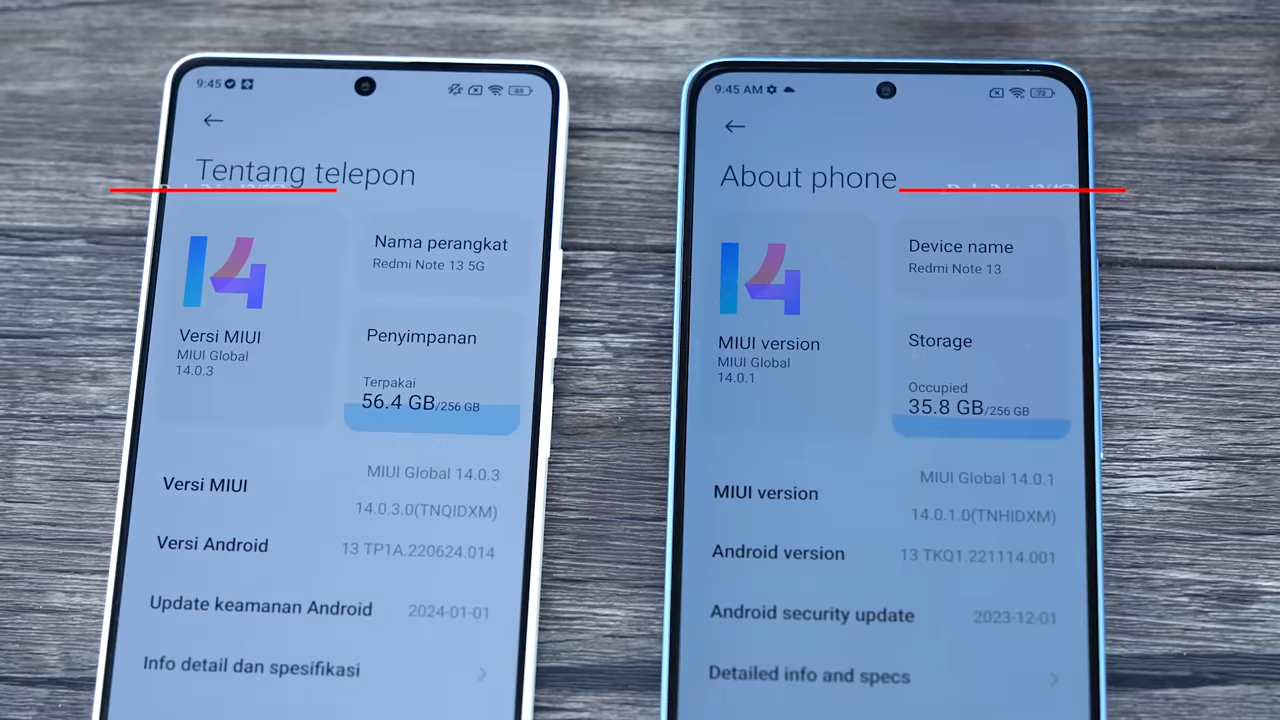 9:45
69
Tentang telepon
14
Nama perangkat
Redmi Note 13 5G
Versi MIUI
MIUI Global
14.0.3
Penyimpanan
Terpakai
56.4 GB/256 GB
Versi MIUI
MIUI Global 14.0.3
14.0.3.0(TNQIDXM)
Versi Android
13 TP1A.220624.014
Update keamanan Android
2024-01-01
Info detail dan spesifikasi
9:45 AM
72
About phone
14
Device name
Redmi Note 13
MIUI version
MIUI Global
14.0.1
Storage
Occupied
35.8 GB/256 GB
MIUI version
MIUI Global 14.0.1
14.0.1.0(TNHIDXM)
Android version
13 TKQ1.221114.001
Android security update
2023-12-01
Detailed info and specs